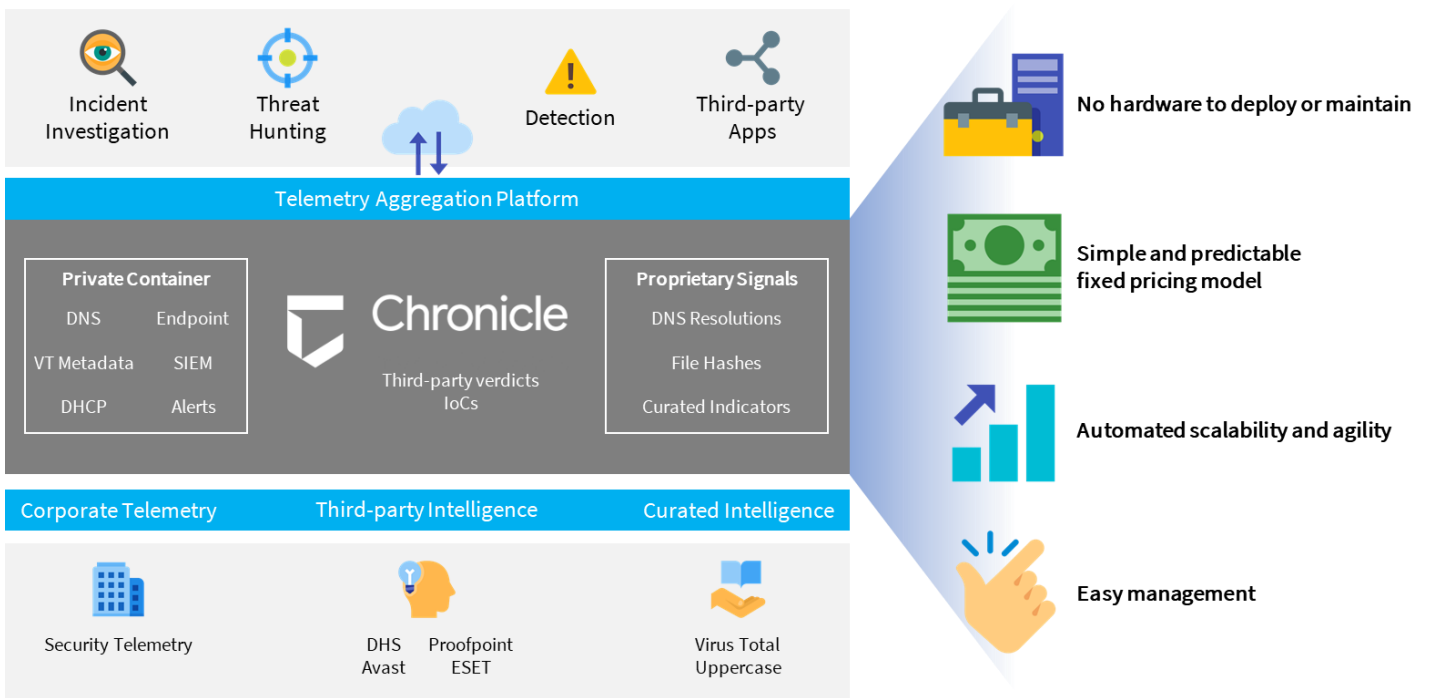 Incident
Investigation
Threat
Hunting
Detection
Third-party
Apps
Telemetry Aggregation Platform
Private Container
DNS Endpoint
VT Metadata SIEM
DHCP Alerts
Chronicle
Third-party verdicts
IoCs
Proprietary Signals
DNS Resolutions
File Hashes
Curated Indicators
Corporate Telemetry
Third-party Intelligence
Curated Intelligence
Security Telemetry
DHS Proofpoint
Avast ESET
Virus Total
Uppercase
No hardware to deploy or maintain
Simple and predictable
fixed pricing model
Automated scalability and agility
Easy management